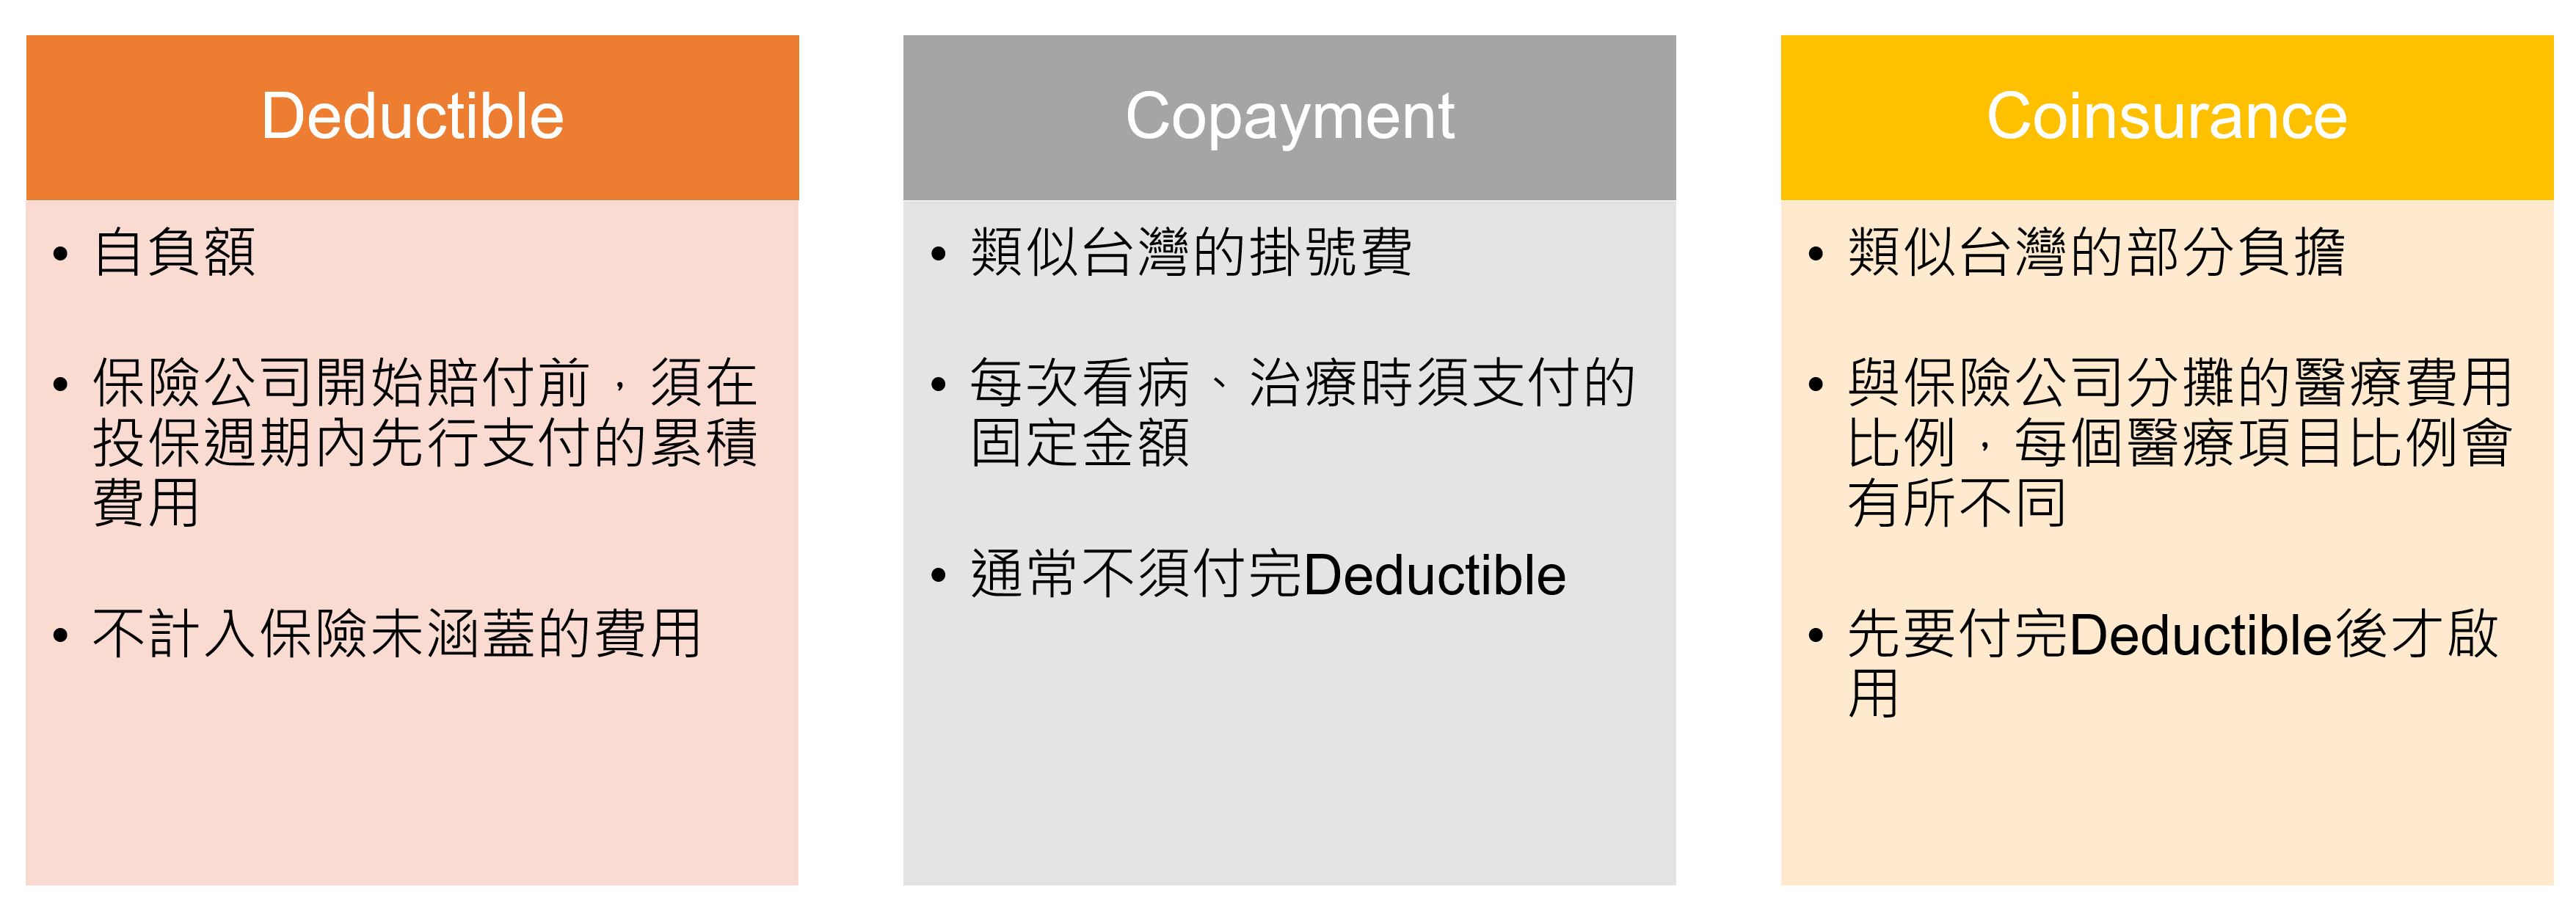 Deductible
• 自負額
• 保險公司開始賠付前，須在
投保週期內先行支付的累積
費用
• 不計入保險未涵蓋的費用
Copayment
• 類似台灣的掛號費
• 每次看病、治療時須支付的
固定金額
• 通常不須付完Deductible
Coinsurance
• 類似台灣的部分負擔
• 與保險公司分攤的醫療費用
比例，每個醫療項目比例會
有所不同
• 先要付完Deductible後才啟
用